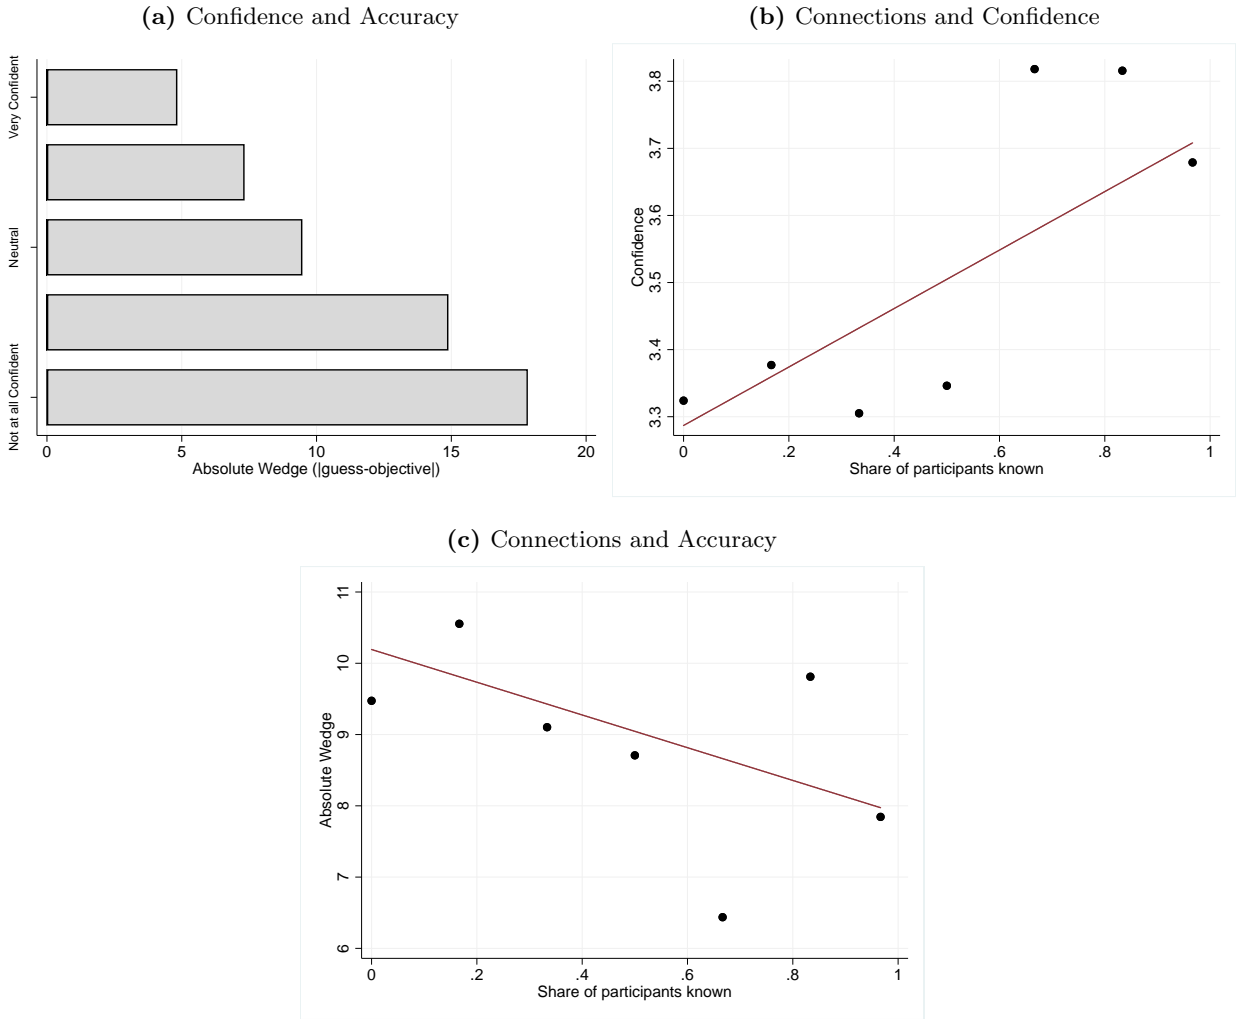 (a) Confidence and Accuracy
Very Confident
Neutral
Not at all Confident
0 5 10 15 20
Absolute Wedge (|guess-objective|)
(b) Connections and Confidence
3.8
3.7
3.6
3.5
3.4
3.3
Confidence
0 .2 .4 .6 .8 1
Share of participants known
(c) Connections and Accuracy
11
10
9
8
7
6
Absolute Wedge
0 .2 .4 .6 .8 1
Share of participants known